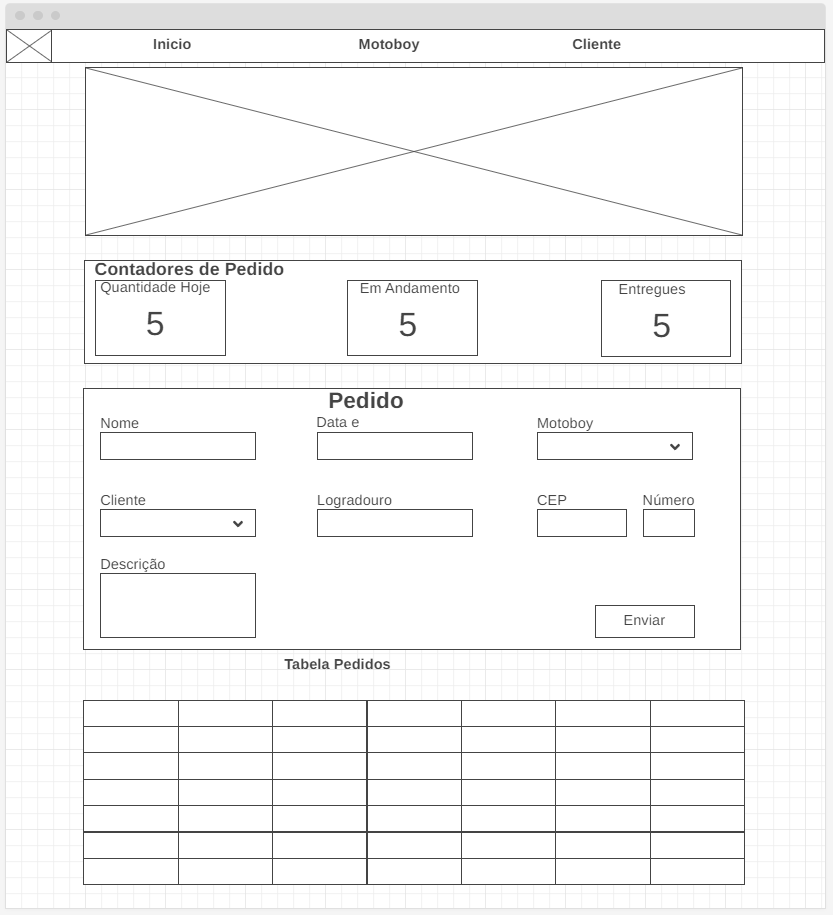 Inicio Motoboy Cliente
Contadores de Pedido
Quantidade Hoje Em Andamento Entregues
5 5 5
Pedido
Nome Data e Motoboy
Cliente Logradouro CEP Número
Descrição
Enviar
Tabela Pedidos